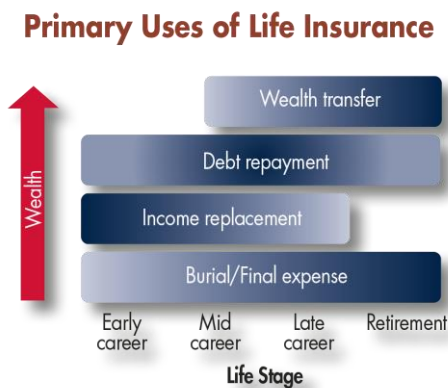 Primary Uses of Life Insurance
Wealth transfer
Debt repayment
Wealth
Income replacement
Burial/Final expense
Early career
Mid career
Late career
Retirement
Life Stage